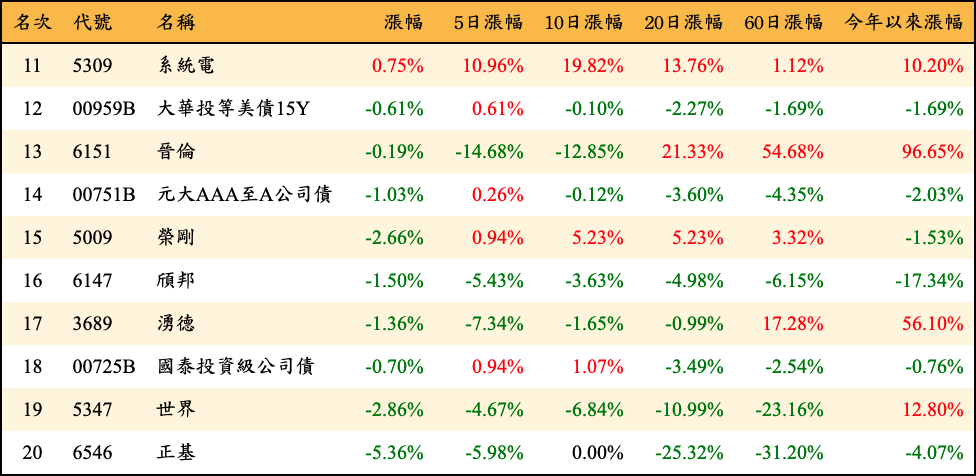 名次 代號 名稱 漲幅 5日漲幅 10日漲幅 20日漲幅 60日漲幅 今年以來漲幅
11 5309 系統電 0.75% 10.96% 19.82% 13.76% 1.12% 10.20%
12 00959B 大華投等美債15Y -0.61% 0.61% -0.10% -2.27% -1.69% -1.69%
13 6151 晉倫 -0.19% -14.68% -12.85% 21.33% 54.68% 96.65%
14 00751B 元大AAA至A公司債 -1.03% 0.26% -0.12% -3.60% -4.35% -2.03%
15 5009 榮剛 -2.66% 0.94% 5.23% 5.23% 3.32% -1.53%
16 6147 頎邦 -1.50% -5.43% -3.63% -4.98% -6.15% -17.34%
17 3689 湧德 -1.36% -7.34% -1.65% -0.99% 17.28% 56.10%
18 00725B 國泰投資級公司債 -0.70% 0.94% 1.07% -3.49% -2.54% -0.76%
19 5347 世界 -2.86% -4.67% -6.84% -10.99% -23.16% 12.80%
20 6546 正基 -5.36% -5.98% 0.00% -25.32% -31.20% -4.07%